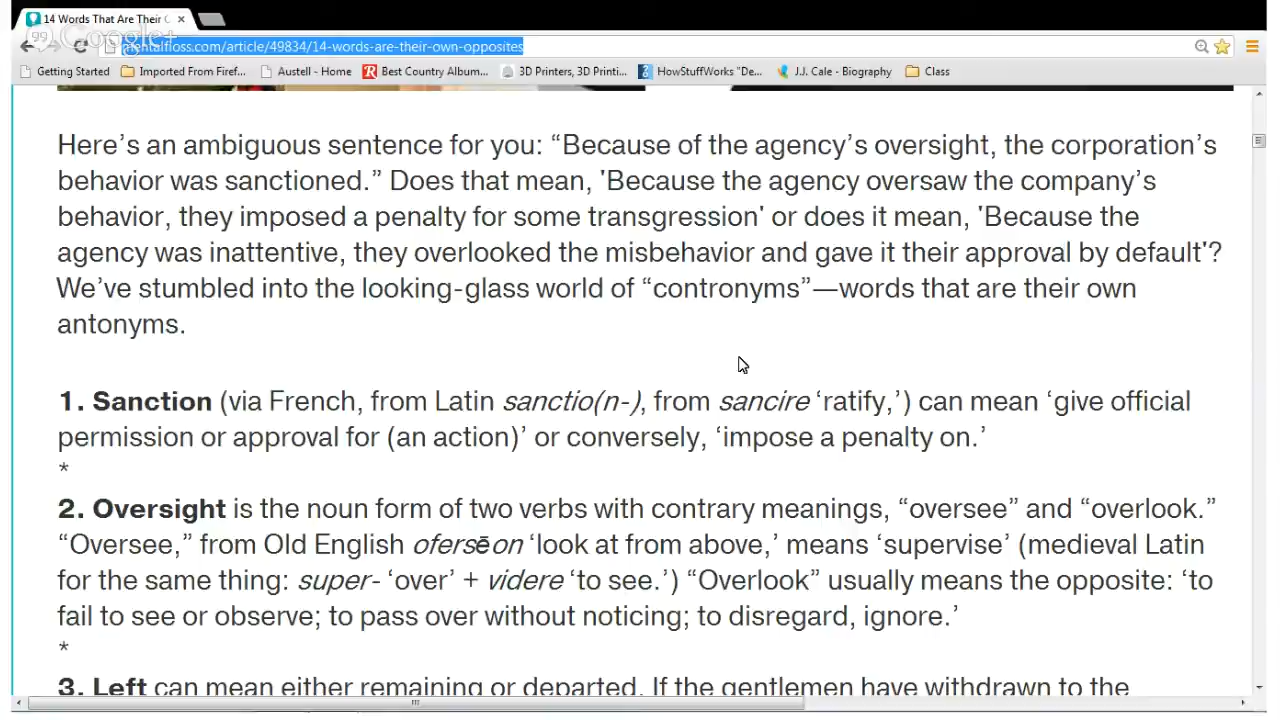 14 Words That Are Their
Google+
mentalfloss.com/article/49834/14-words-are-their-own-opposites
Getting Started Imported From Firef... Austell - Home Best Country Album... 3D Printers, 3D Printi... HowStuffWorks "De... J.J. Cale - Biography Class
Here’s an ambiguous sentence for you: “Because of the agency’s oversight, the corporation’s
behavior was sanctioned.” Does that mean, 'Because the agency oversaw the company’s
behavior, they imposed a penalty for some transgression' or does it mean, 'Because the
agency was inattentive, they overlooked the misbehavior and gave it their approval by default'?
We’ve stumbled into the looking-glass world of “contronyms”—words that are their own
antonyms.
1. Sanction (via French, from Latin sanctio(n-), from sancire ‘ratify,’) can mean ‘give official
permission or approval for (an action)’ or conversely, ‘impose a penalty on.’
*
2. Oversight is the noun form of two verbs with contrary meanings, “oversee” and “overlook.”
“Oversee,” from Old English ofersēon ‘look at from above,’ means ‘supervise’ (medieval Latin
for the same thing: super- ‘over’ + videre ‘to see.’) “Overlook” usually means the opposite: ‘to
fail to see or observe; to pass over without noticing; to disregard, ignore.’
*
3. Left can mean either remaining or departed. If the gentlemen have withdrawn to the